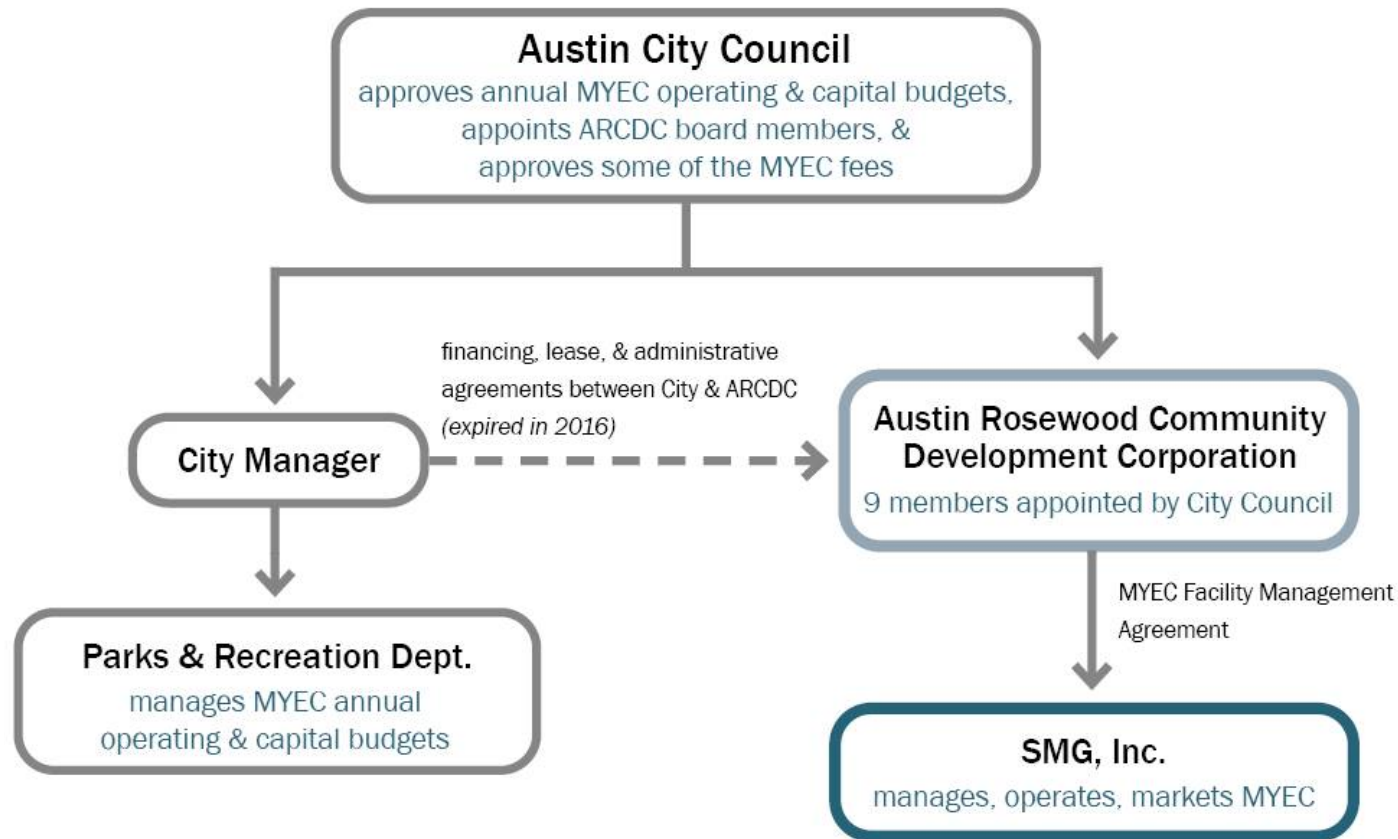 Austin City Council
approves annual MYEC operating & capital budgets,
appoints ARCDC board members, &
approves some of the MYEC fees
financing, lease, & administrative
agreements between City & ARCDC
(expired in 2016)
City Manager
Austin Rosewood Community
Development Corporation
9 members appointed by City Council
MYEC Facility Management
Agreement
Parks & Recreation Dept.
manages MYEC annual
operating & capital budgets
SMG, Inc.
manages, operates, markets MYEC